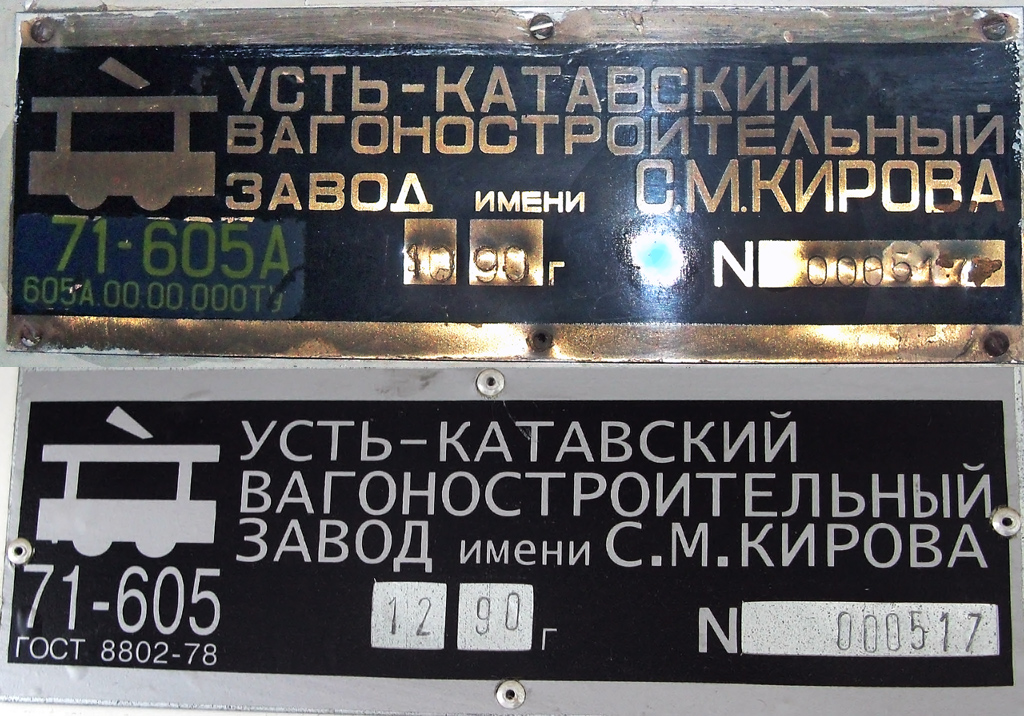 УСТЬ-КАТАВСКИЙ
ВАГОНОСТРОИТЕЛЬНЫЙ
ЗАВОД ИМЕНИ С.М.КИРОВА
71-605А
605А.00.00.000ТУ
90 г N 000517
УСТЬ-КАТАВСКИЙ
ВАГОНОСТРОИТЕЛЬНЫЙ
ЗАВОД имени С.М.КИРОВА
71-605
ГОСТ 8802-78
12 90 г N 000517